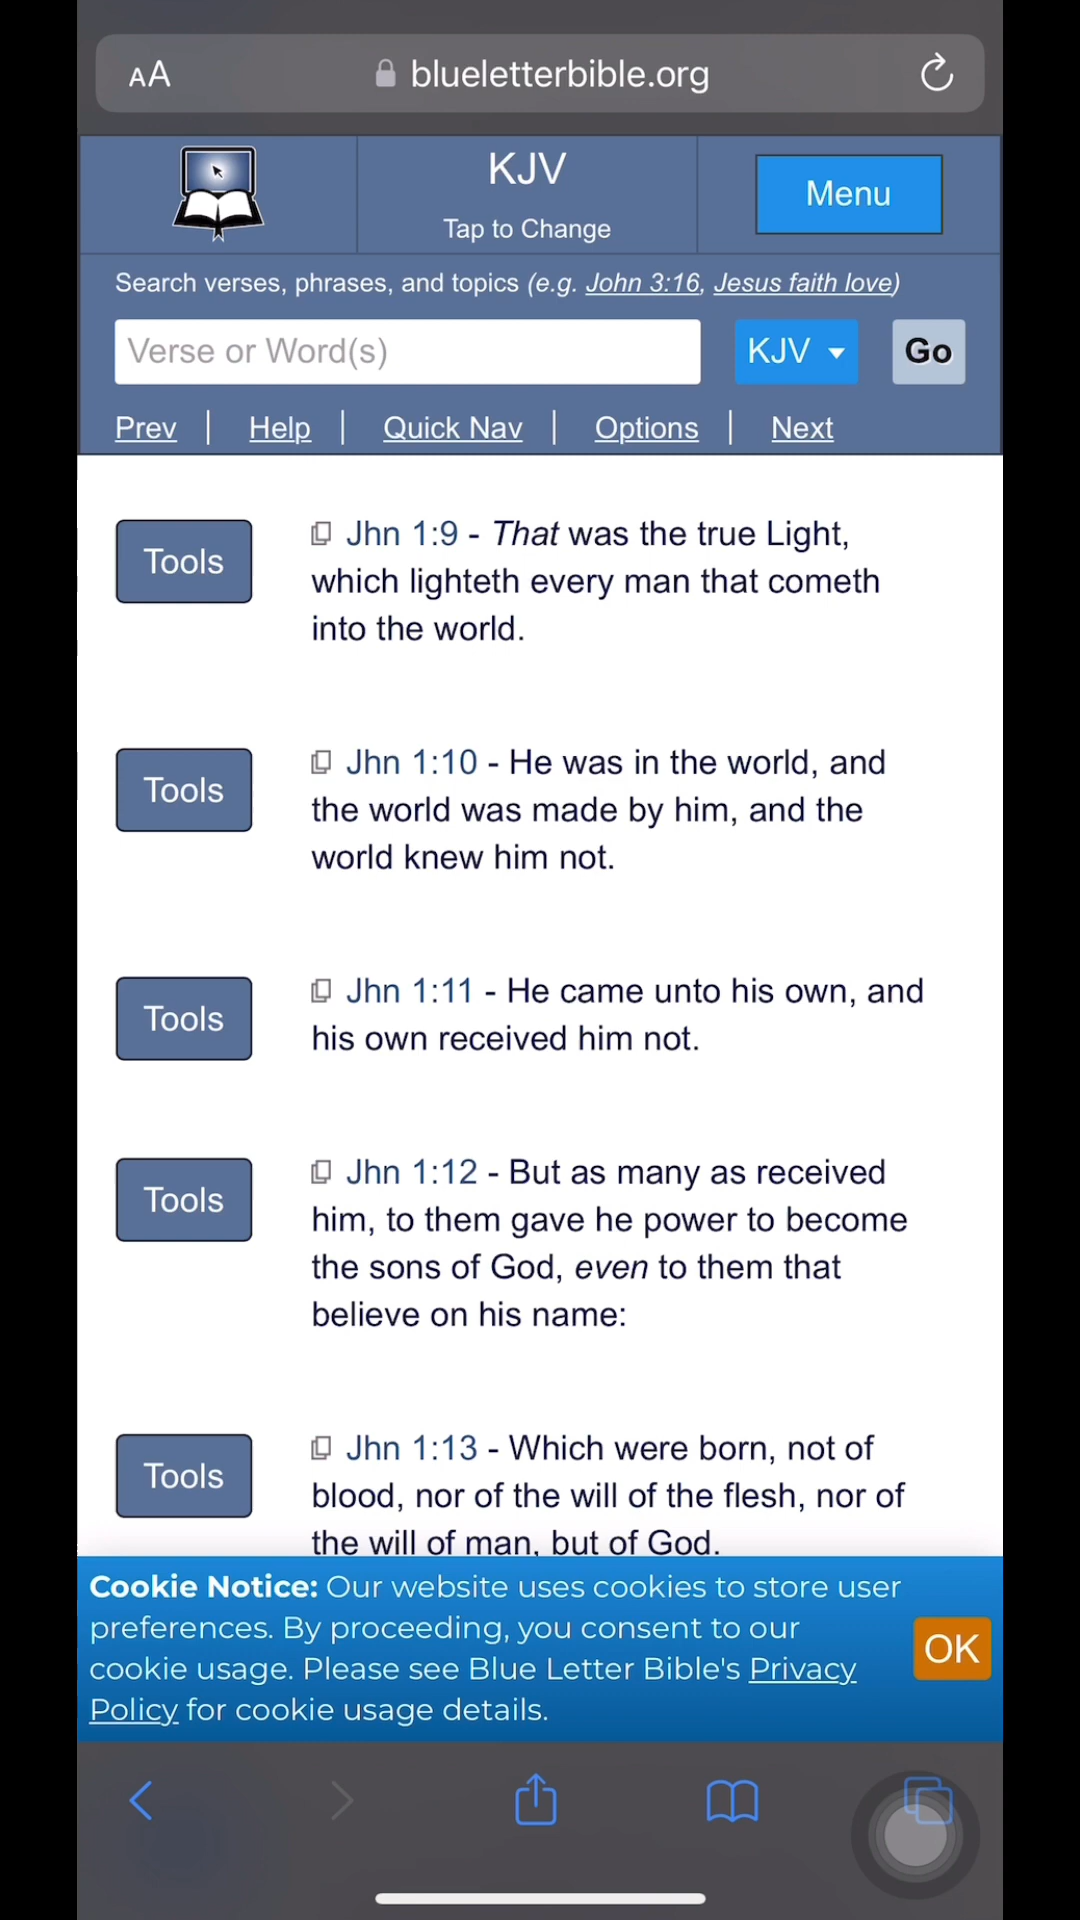 AA blueletterbible.org
KJV
Tap to Change
Menu
Search verses, phrases, and topics (e.g. John 3:16, Jesus faith love)
Verse or Word(s) KJV Go
Prev | Help | Quick Nav | Options | Next
Tools
Jhn 1:9 - That was the true Light,
which lighteth every man that cometh
into the world.
Tools
Jhn 1:10 - He was in the world, and
the world was made by him, and the
world knew him not.
Tools
Jhn 1:11 - He came unto his own, and
his own received him not.
Tools
Jhn 1:12 - But as many as received
him, to them gave he power to become
the sons of God, even to them that
believe on his name:
Tools
Jhn 1:13 - Which were born, not of
blood, nor of the will of the flesh, nor of
the will of man, but of God.
Cookie Notice: Our website uses cookies to store user
preferences. By proceeding, you consent to our
cookie usage. Please see Blue Letter Bible's Privacy
Policy for cookie usage details.
OK